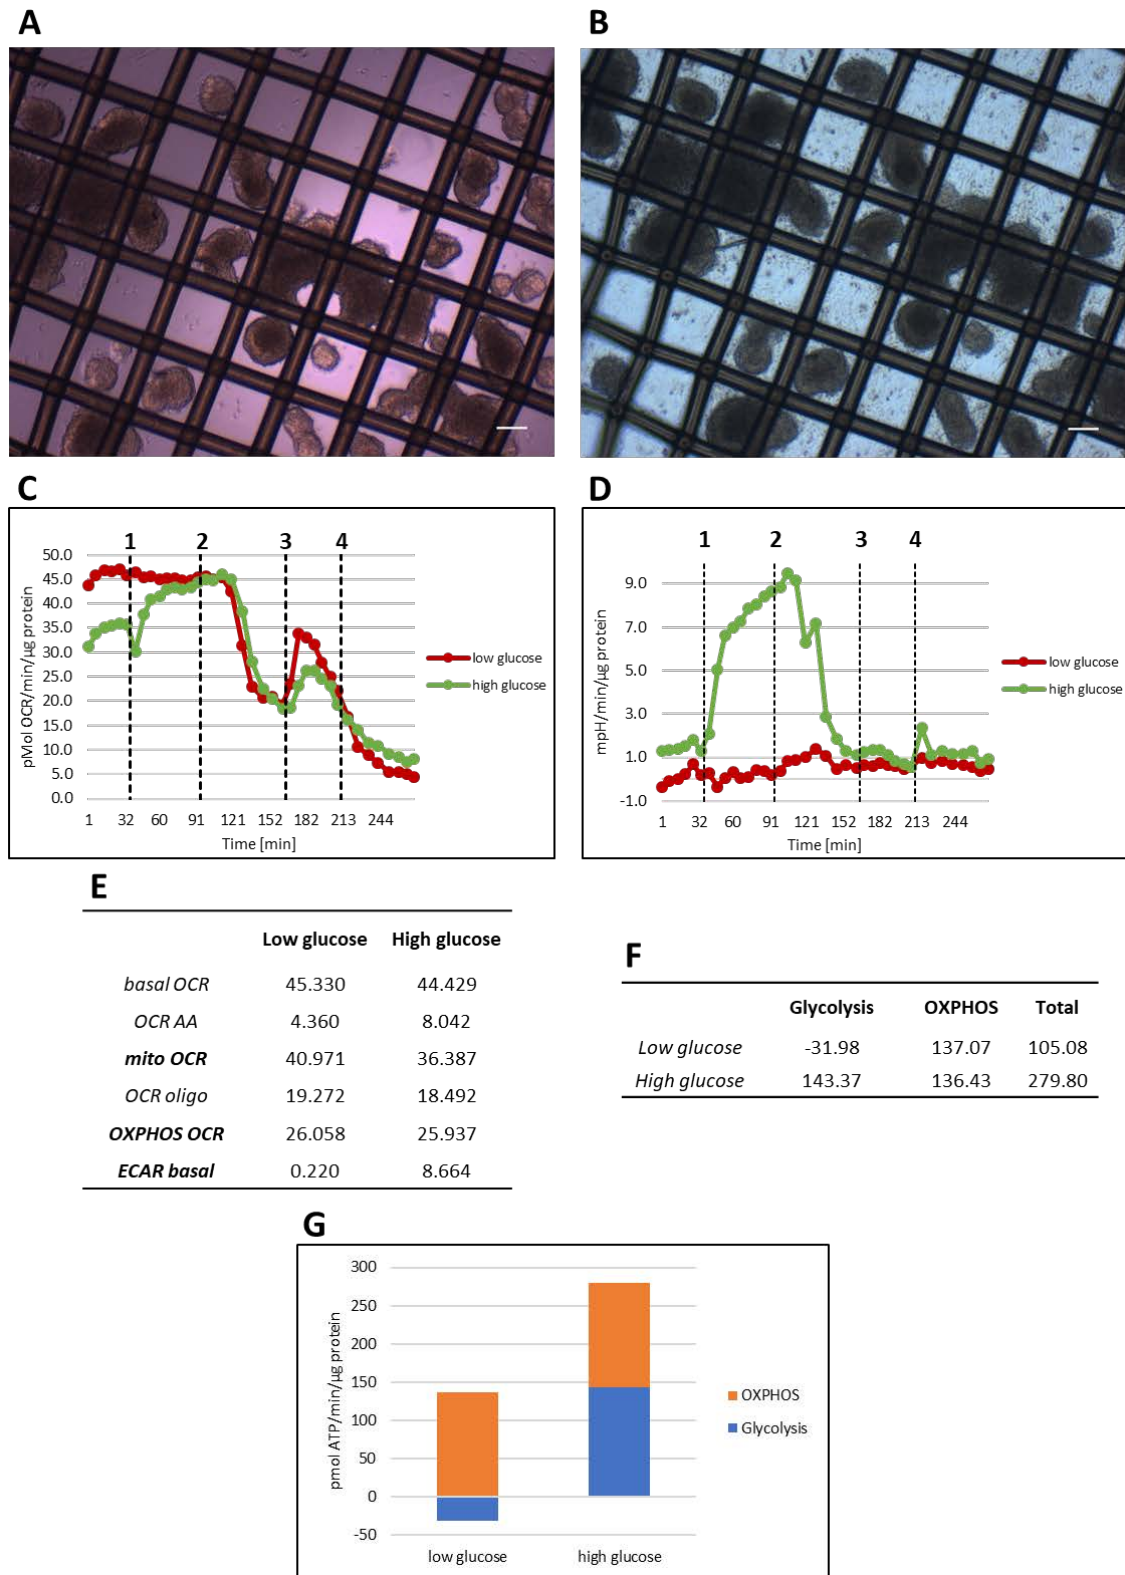 A
B
C
1 2 3 4
50.0
45.0
40.0
35.0
30.0
25.0
20.0
15.0
10.0
5.0
0.0
pMol OCR/min/µg protein
1 32 60 91 121 152 182 213 244
Time [min]
low glucose
high glucose
D
1 2 3 4
9.0
7.0
5.0
3.0
1.0
-1.0
mpH/min/µg protein
1 32 60 91 121 152 182 213 244
Time [min]
low glucose
high glucose
E
Low glucose High glucose
basal OCR 45.330 44.429
OCR AA 4.360 8.042
mito OCR 40.971 36.387
OCR oligo 19.272 18.492
OXPHOS OCR 26.058 25.937
ECAR basal 0.220 8.664
F
Glycolysis OXPHOS Total
Low glucose -31.98 137.07 105.08
High glucose 143.37 136.43 279.80
G
300
250
200
150
100
50
0
-50
pmol ATP/min/µg protein
low glucose high glucose
OXPHOS
Glycolysis